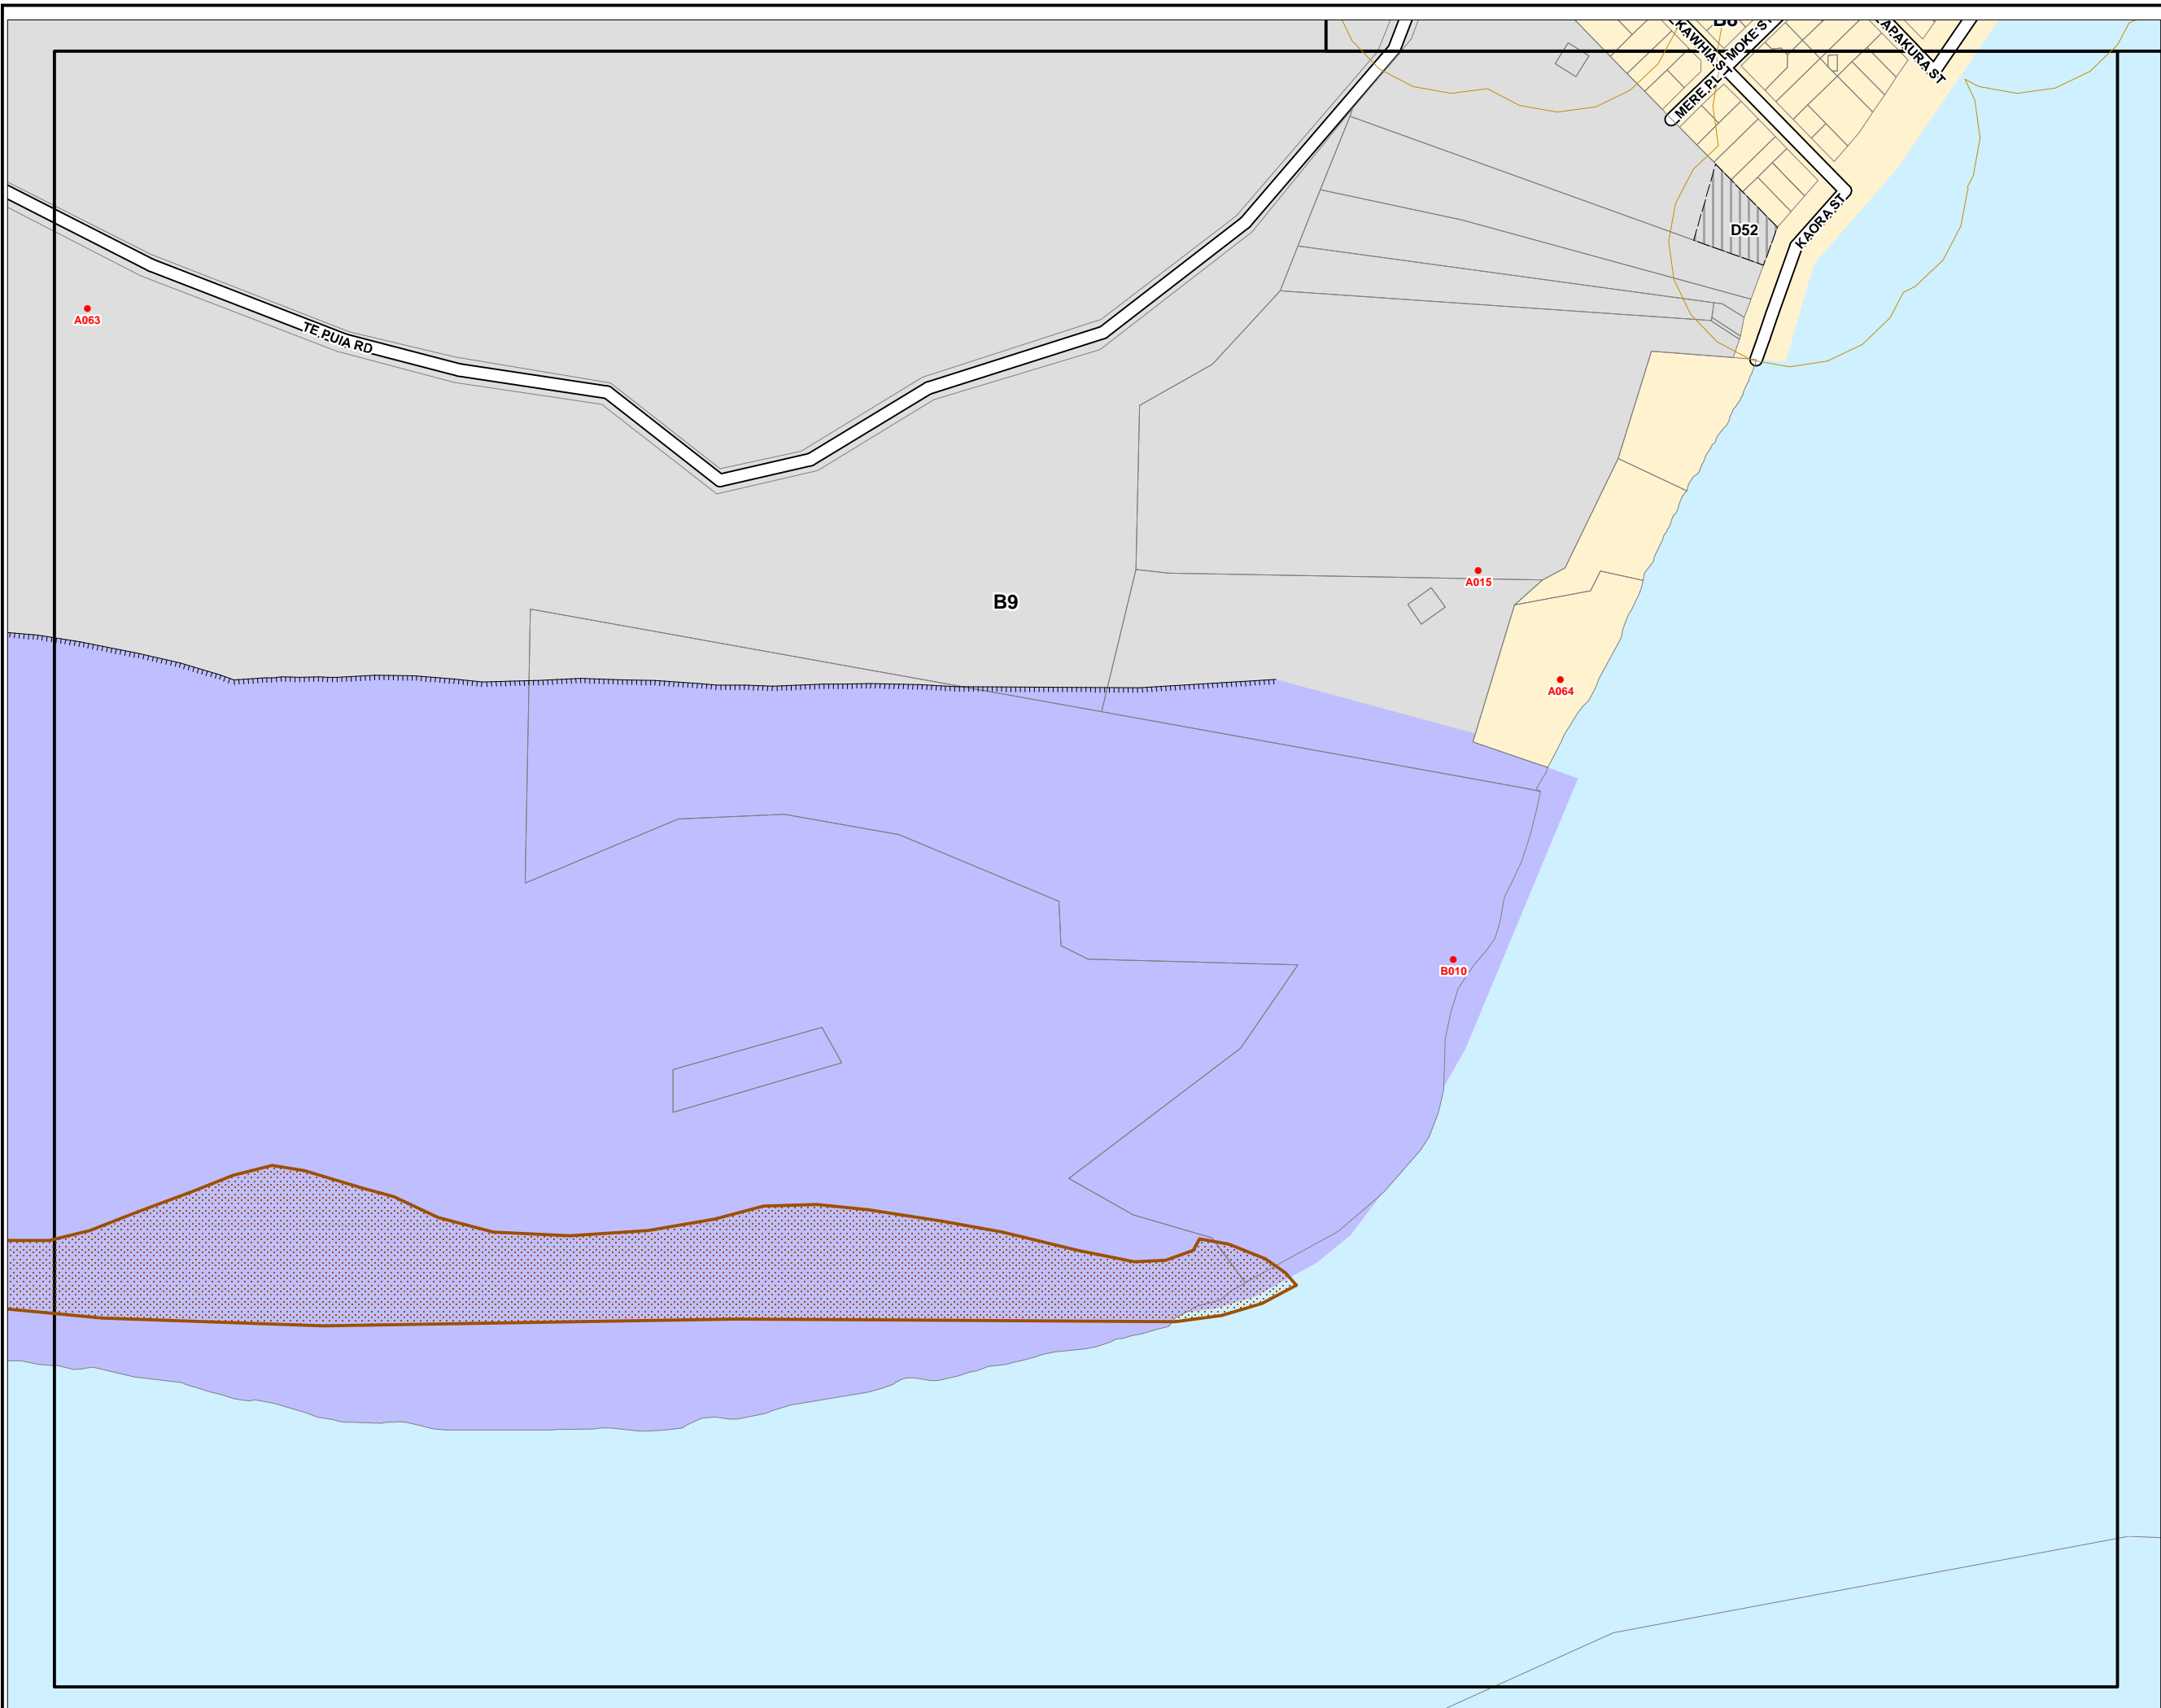 B8
KAWHIA ST
MOKE ST
APAKURA ST
MERE PL
D52
KAORA ST
A063
TE PUIA RD
A015
B9
A064
B010